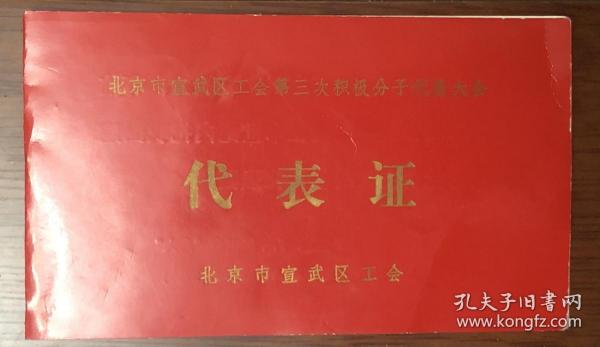 北京市宣武区工会第三次积极分子代表大会
代表证
北京市宣武区工会
孔夫子旧书网
www.kongfz.com